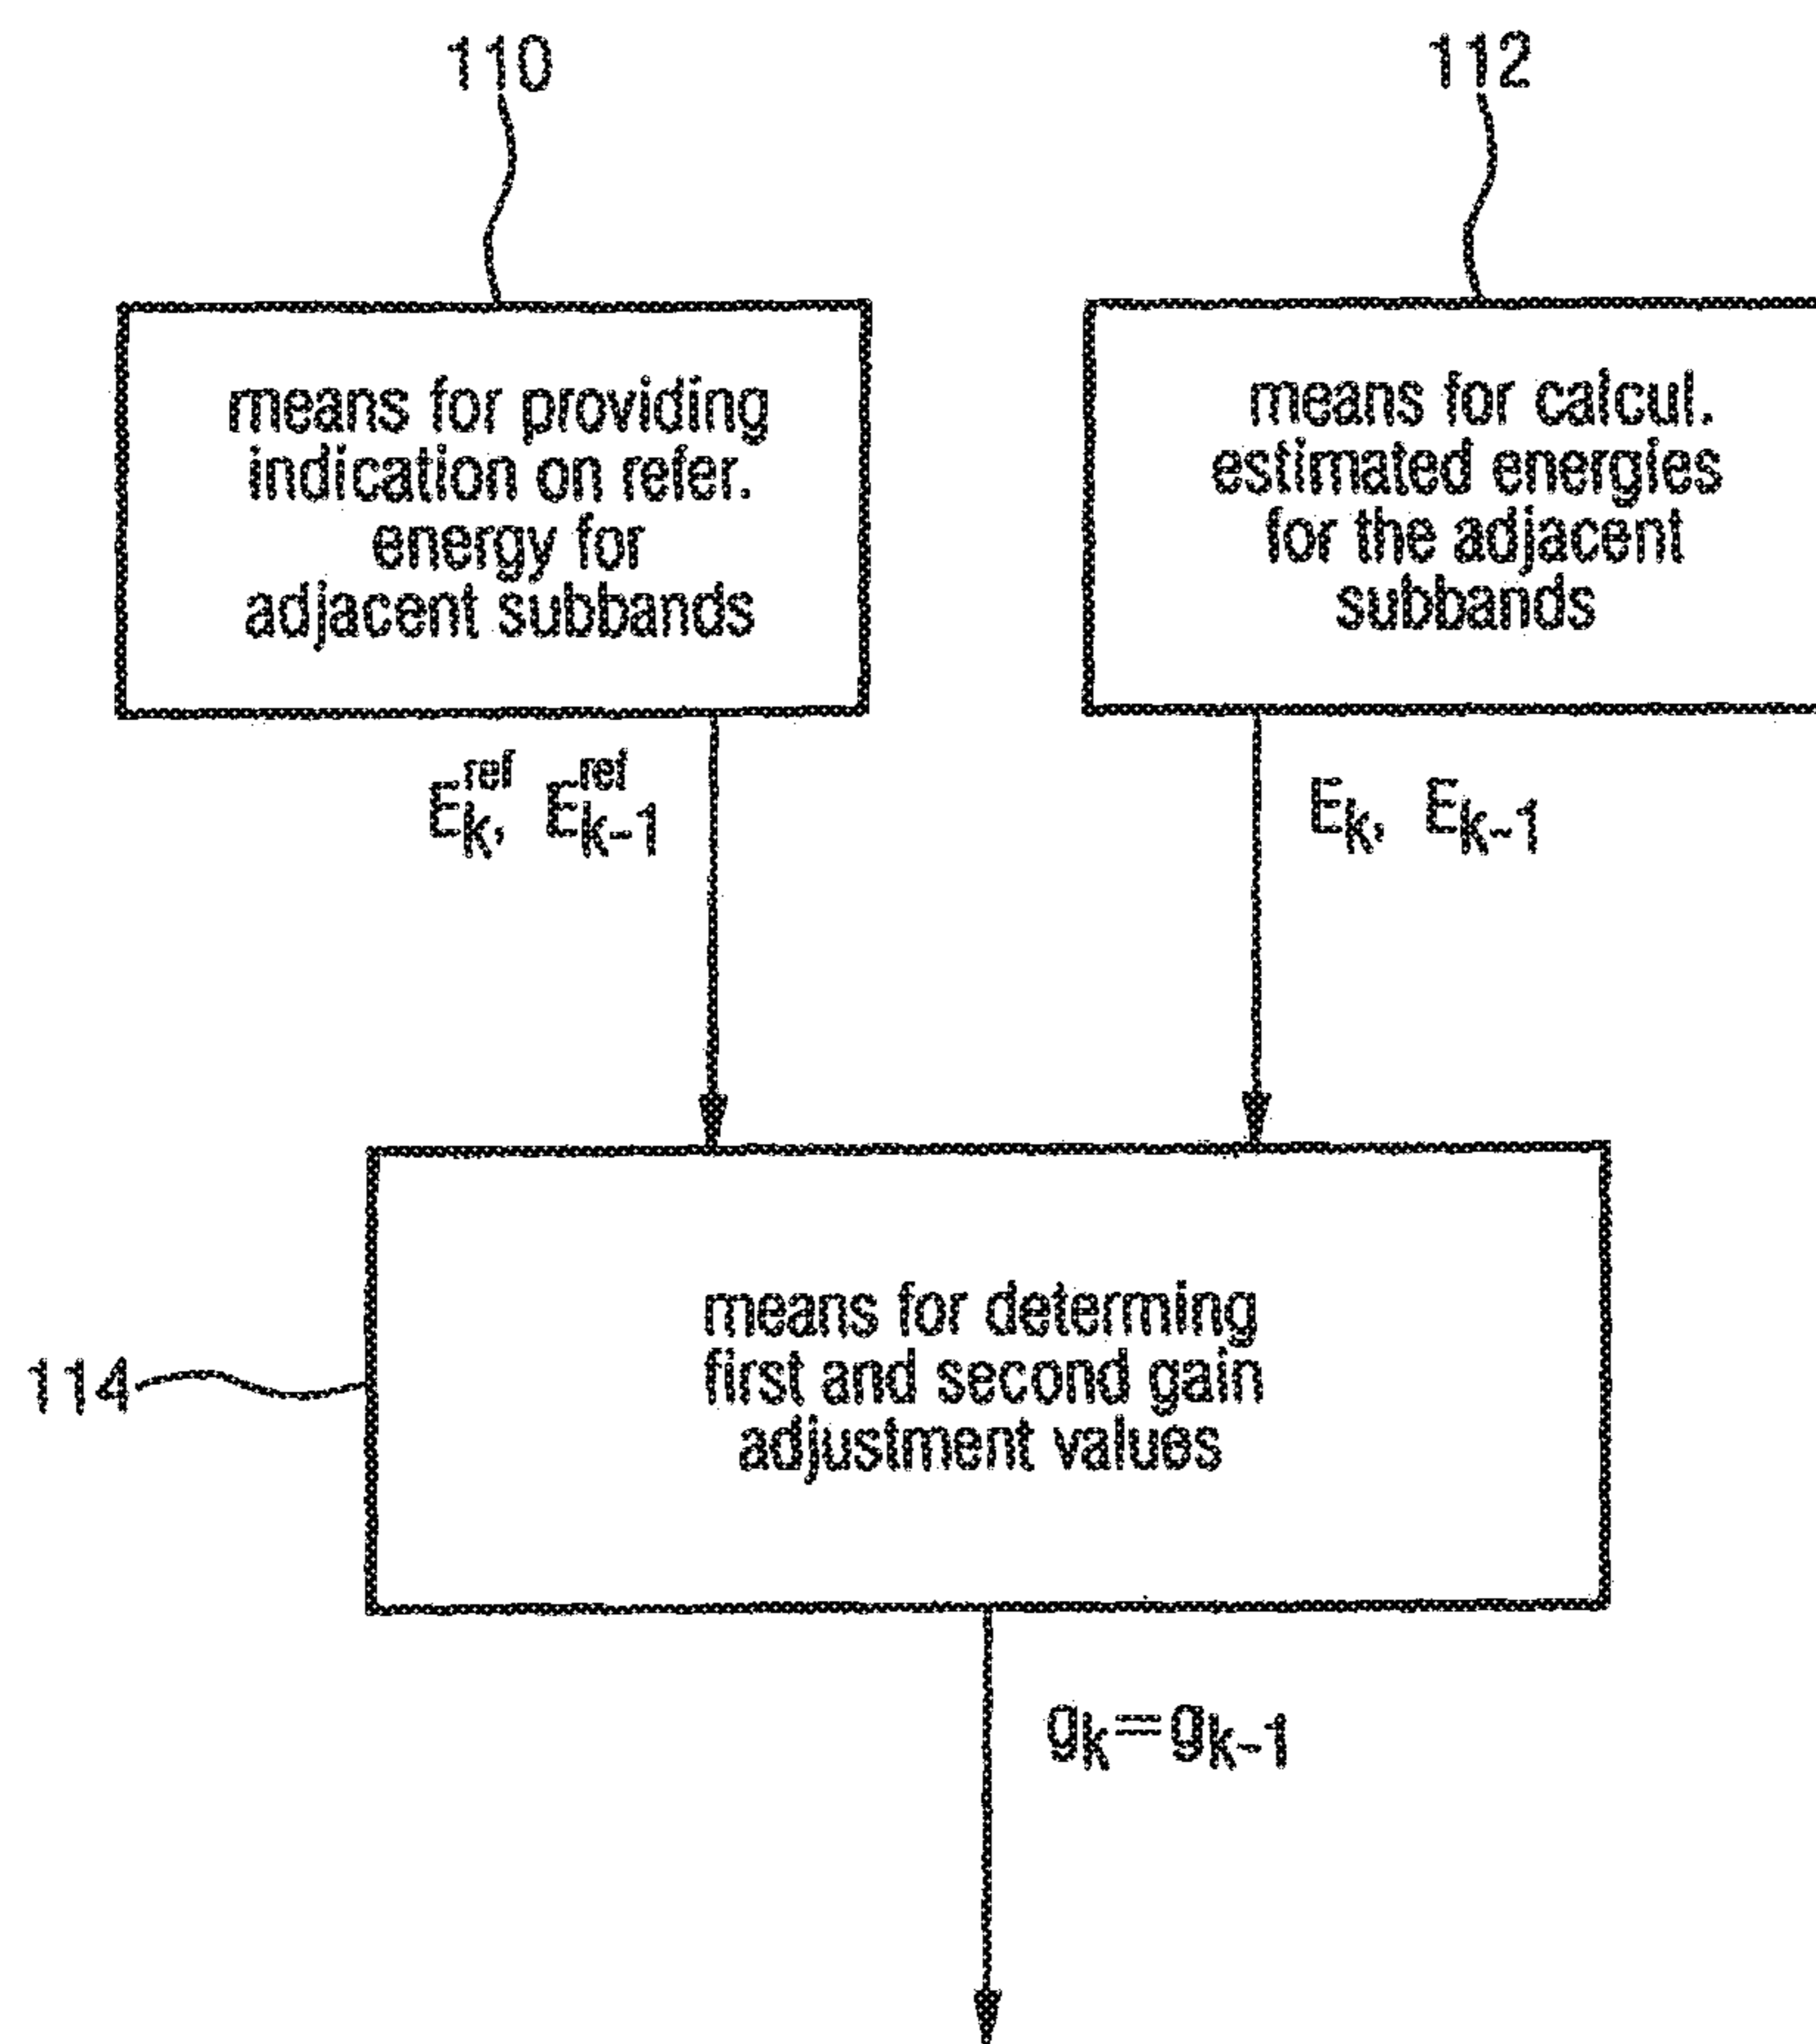 110
112
means for providing
indication on refer.
energy for
adjacent subbands
means for calcul.
estimated energies
for the adjacent
subbands
E_k^ref, E_k-1^ref
E_k, E_k-1
114
means for determing
first and second gain
adjustment values
g_k=g_k-1